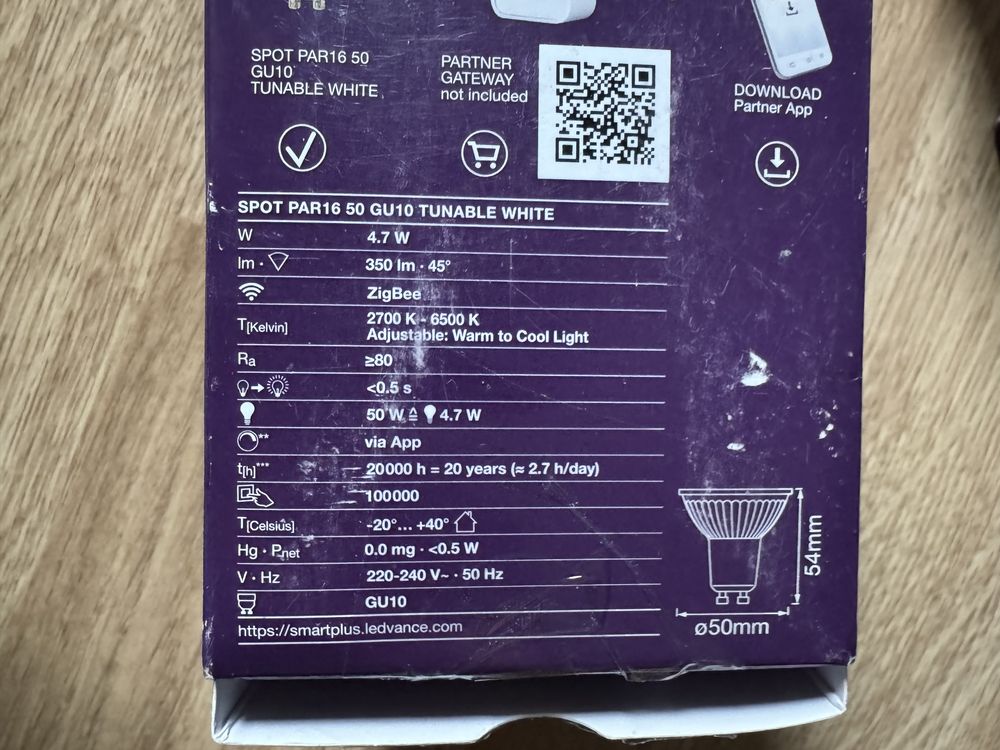 SPOT PAR16 50
GU10
TUNABLE WHITE
PARTNER
GATEWAY
not included
DOWNLOAD
Partner App
SPOT PAR16 50 GU10 TUNABLE WHITE
W 4.7 W
lm · 350 lm · 45°
ZigBee
T[Kelvin] 2700 K - 6500 K
Adjustable: Warm to Cool Light
Ra ≥80
<0.5 s
50 W ≙ 4.7 W
** via App
t[h]*** 20000 h = 20 years (≈ 2.7 h/day)
100000
T[Celsius] -20°... +40°
Hg · Pnet 0.0 mg · <0.5 W
V · Hz 220-240 V~ · 50 Hz
GU10
https://smartplus.ledvance.com
54mm
ø50mm